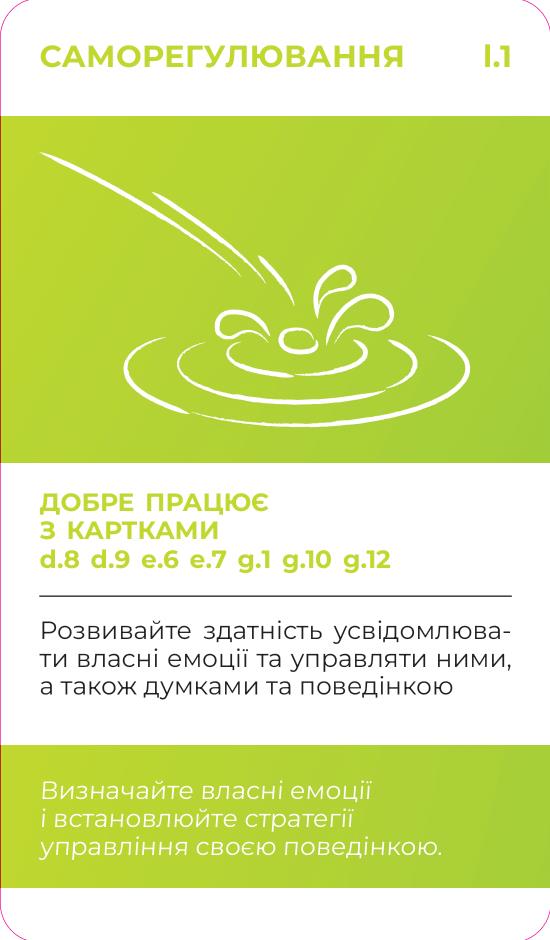 САМОРЕГУЛЮВАННЯ l.1
ДОБРЕ ПРАЦЮЄ
З КАРТКАМИ
d.8 d.9 e.6 e.7 g.1 g.10 g.12
Розвивайте здатність усвідомлюва-
ти власні емоції та управляти ними,
а також думками та поведінкою
Визначайте власні емоції
і встановлюйте стратегії
управління своєю поведінкою.